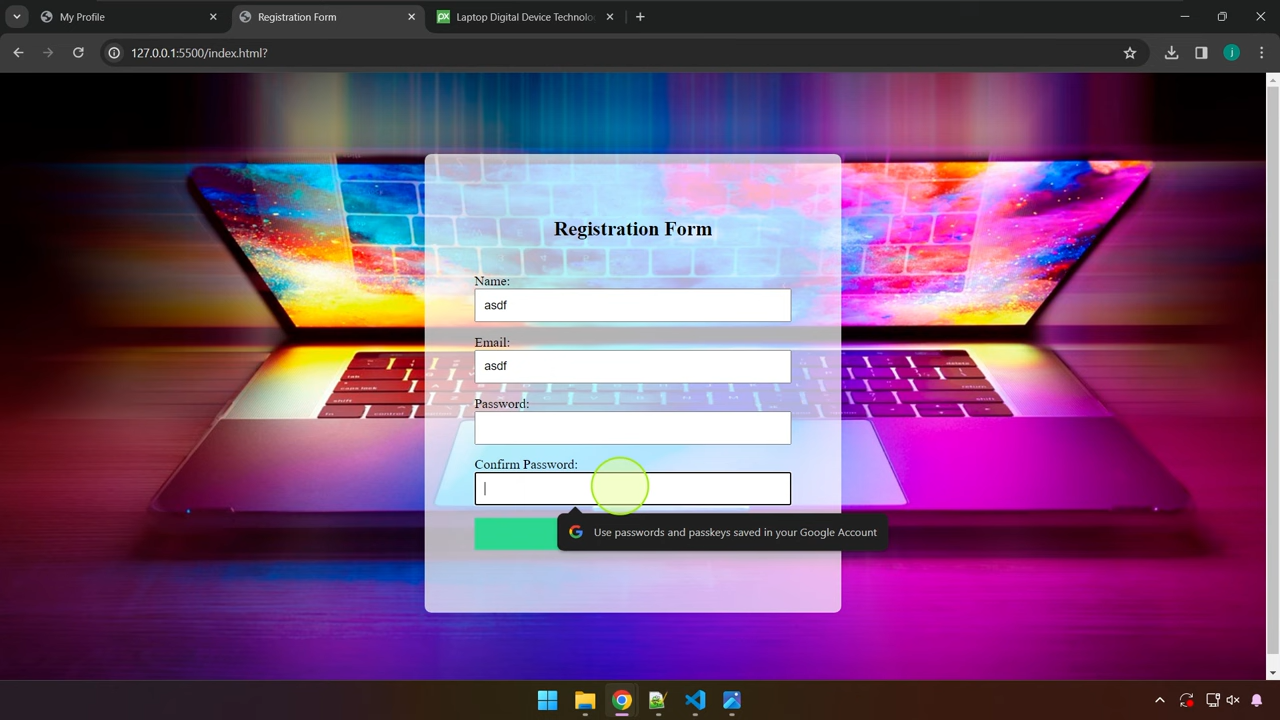 My Profile
Registration Form
Laptop Digital Device Technolo
127.0.0.1:5500/index.html?
j
Registration Form
Name:
asdf
Email:
asdf
Password:
Confirm Password:
Use passwords and passkeys saved in your Google Account